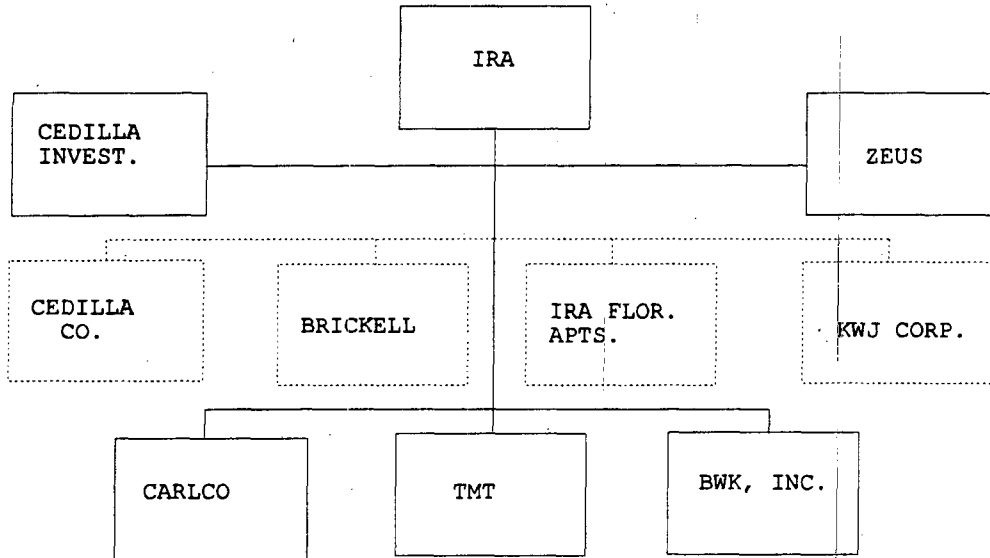 IRA
CEDILLA
INVEST.
ZEUS
CEDILLA
CO.
BRICKELL
IRA FLOR.
APTS.
KWJ CORP.
CARLCO
TMT
BWK, INC.